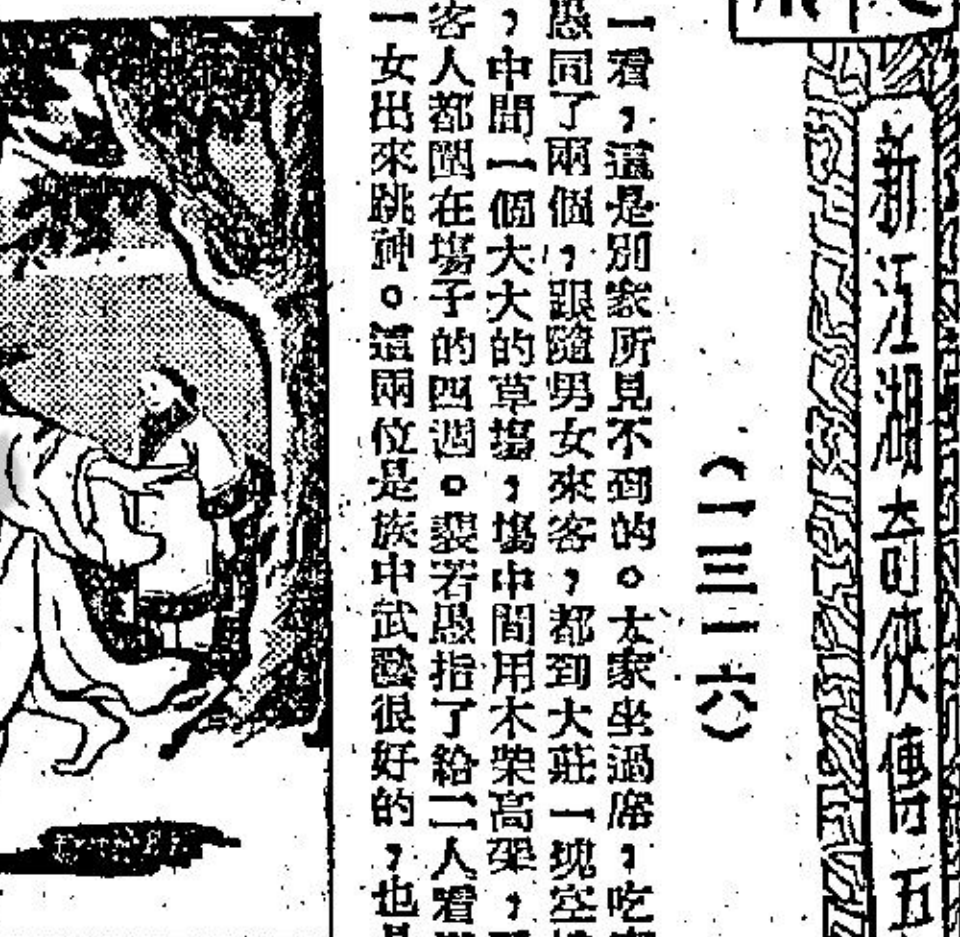 新江湖奇俠傳 五
(一三一六)
一看，這是別家所見不到的。大家坐過席，吃
愚同了兩個，跟隨男女來客，都到大莊一塊空
，中間一個大大的草塲，塲中間用木柴高架，
客人都圍在塲子的四週。裴若愚指了給二人看
一女出來跳神。這兩位是族中武藝很好的，也